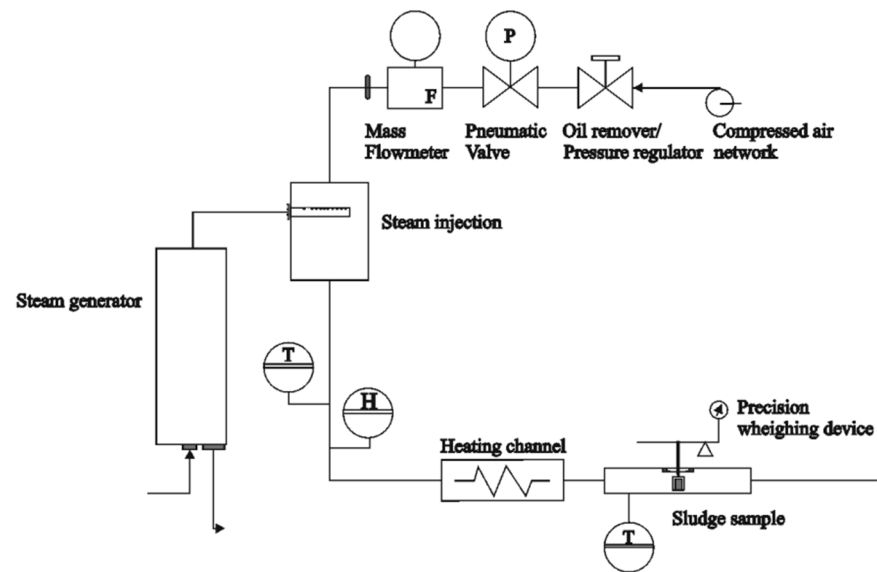 P
F
Mass
Flowmeter
Pneumatic
Valve
Oil remover/
Pressure regulator
Compressed air
network
Steam injection
Steam generator
T
H
Precision
wheighing device
Heating channel
Sludge sample
T